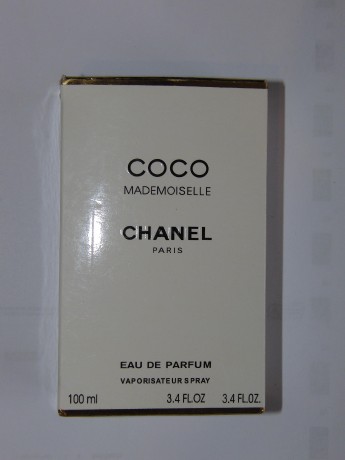 COCO
MADEMOISELLE
CHANEL
PARIS
EAU DE PARFUM
VAPORISATEUR SPRAY
100 ml 3.4 FL.OZ 3.4 FL.OZ.